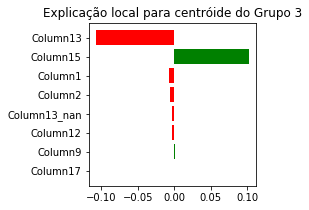 Explicação local para centróide do Grupo 3
Column13
Column15
Column1
Column2
Column13_nan
Column12
Column9
Column17
−0.10 −0.05 0.00 0.05 0.10